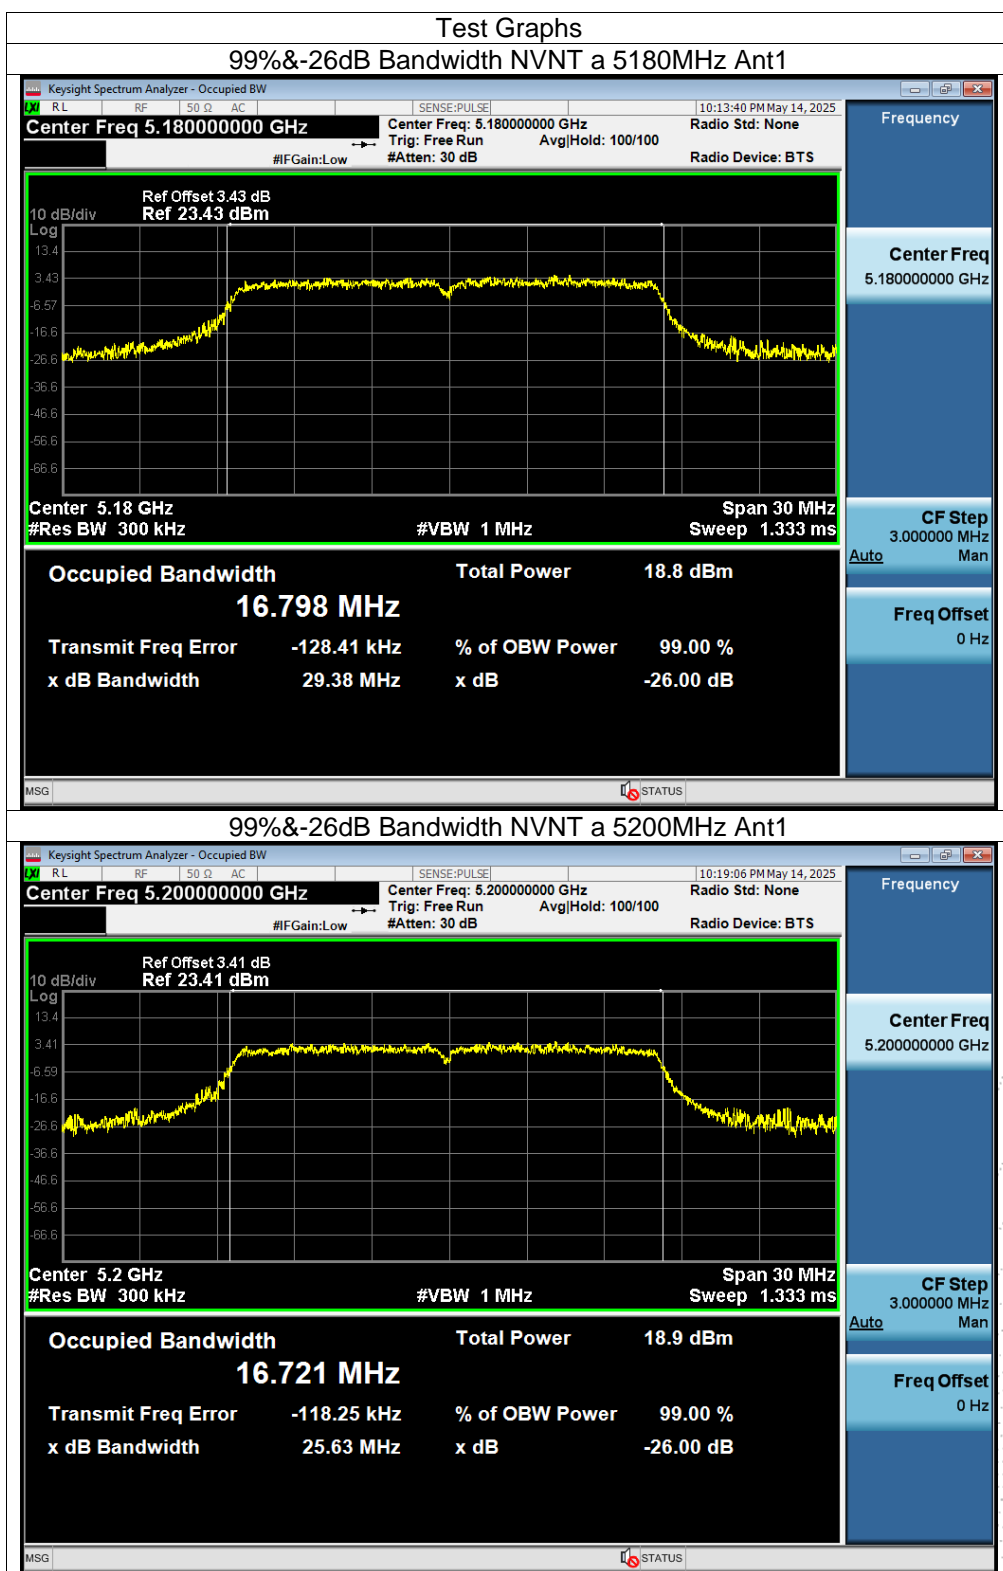 Test Graphs
99%&-26dB Bandwidth NVNT a 5180MHz Ant1
Keysight Spectrum Analyzer - Occupied BW
LXI RL RF 50 Ω AC SENSE:PULSE 10:13:40 PM May 14, 2025
Center Freq 5.180000000 GHz
Center Freq: 5.180000000 GHz
Radio Std: None
Trig: Free Run Avg|Hold: 100/100
#IFGain:Low #Atten: 30 dB Radio Device: BTS
Frequency
Ref Offset 3.43 dB
10 dB/div Ref 23.43 dBm
Log
13.4
3.43
-6.57
-16.6
-26.6
-36.6
-46.6
-56.6
-66.6
Center 5.18 GHz Span 30 MHz
#Res BW 300 kHz #VBW 1 MHz Sweep 1.333 ms
Center Freq
5.180000000 GHz
CF Step
3.000000 MHz
Auto Man
Freq Offset
0 Hz
Occupied Bandwidth Total Power 18.8 dBm
16.798 MHz
Transmit Freq Error -128.41 kHz % of OBW Power 99.00 %
x dB Bandwidth 29.38 MHz x dB -26.00 dB
MSG STATUS
99%&-26dB Bandwidth NVNT a 5200MHz Ant1
Keysight Spectrum Analyzer - Occupied BW
LXI RL RF 50 Ω AC SENSE:PULSE 10:19:06 PM May 14, 2025
Center Freq 5.200000000 GHz
Center Freq: 5.200000000 GHz
Radio Std: None
Trig: Free Run Avg|Hold: 100/100
#IFGain:Low #Atten: 30 dB Radio Device: BTS
Frequency
Ref Offset 3.41 dB
10 dB/div Ref 23.41 dBm
Log
13.4
3.41
-6.59
-16.6
-26.6
-36.6
-46.6
-56.6
-66.6
Center 5.2 GHz Span 30 MHz
#Res BW 300 kHz #VBW 1 MHz Sweep 1.333 ms
Center Freq
5.200000000 GHz
CF Step
3.000000 MHz
Auto Man
Freq Offset
0 Hz
Occupied Bandwidth Total Power 18.9 dBm
16.721 MHz
Transmit Freq Error -118.25 kHz % of OBW Power 99.00 %
x dB Bandwidth 25.63 MHz x dB -26.00 dB
MSG STATUS